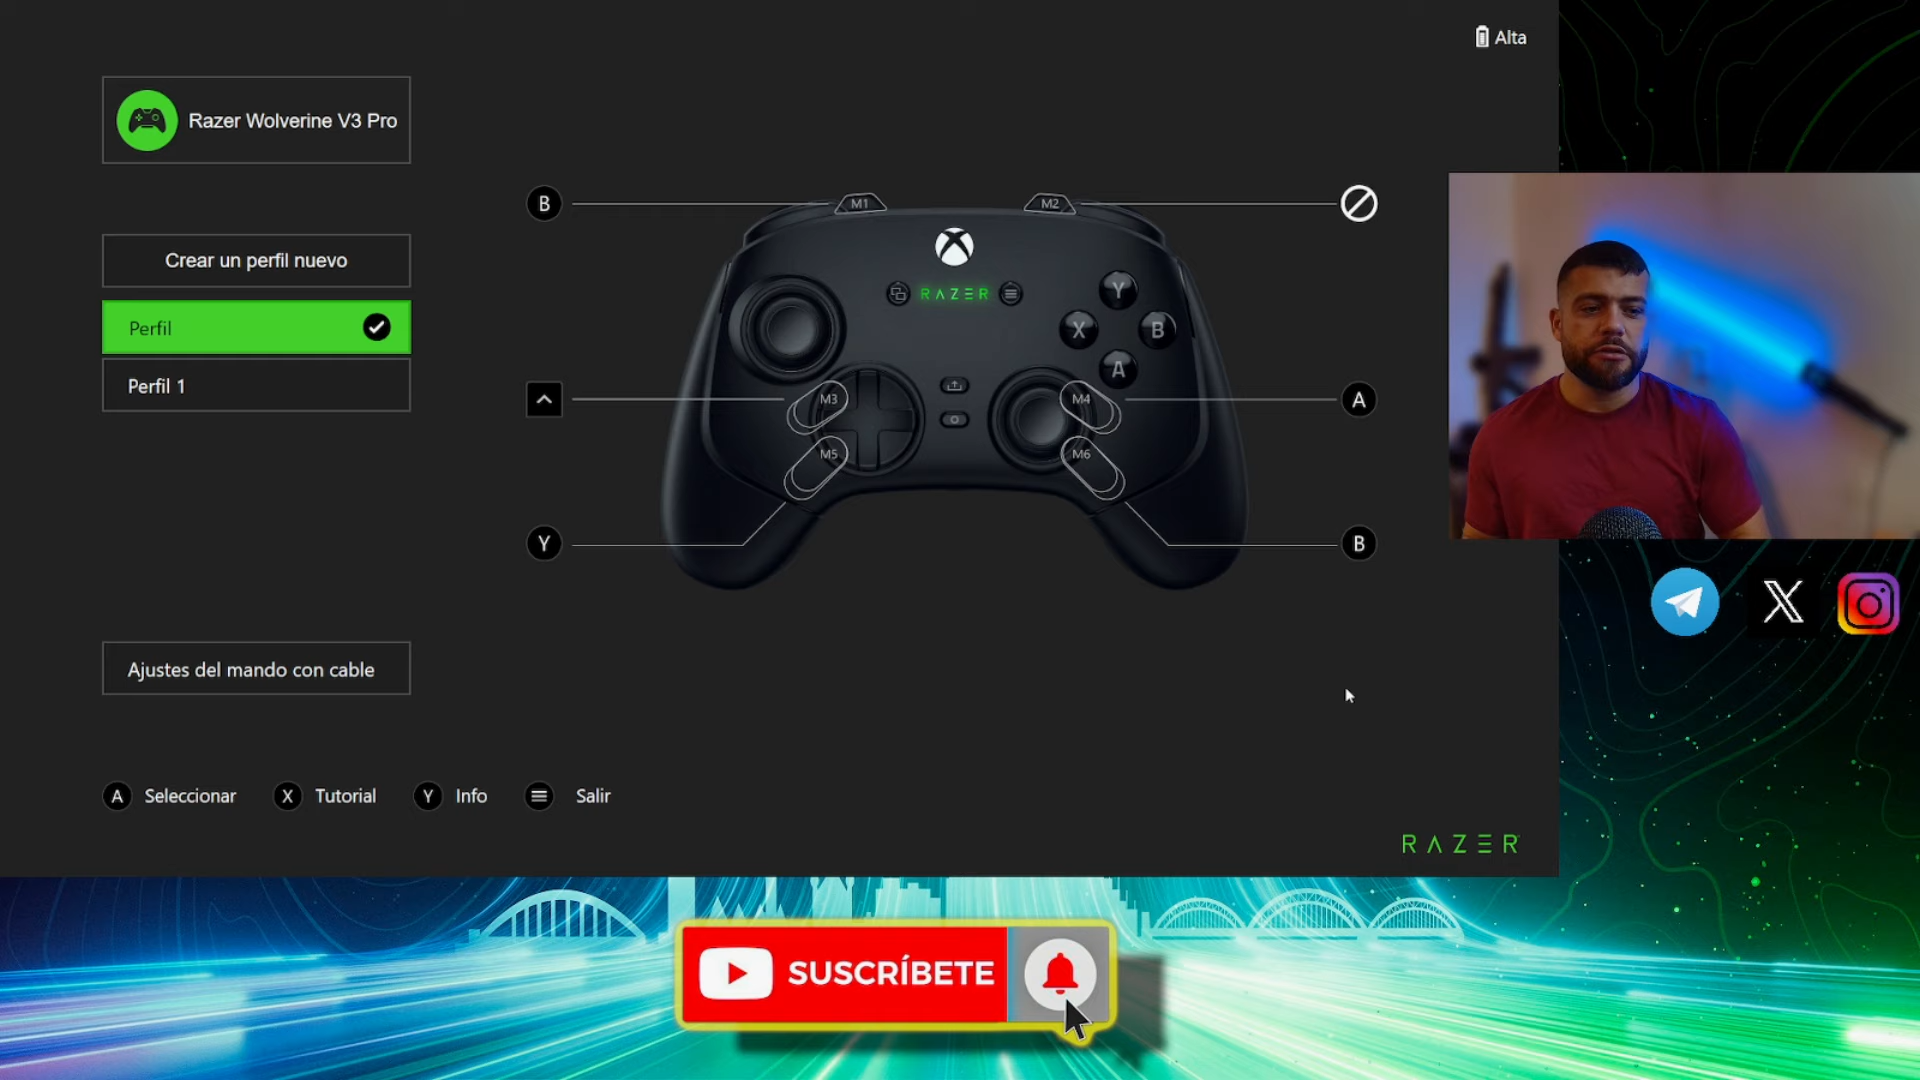 Alta
Razer Wolverine V3 Pro
B
M1
M2
Crear un perfil nuevo
RAZER
Y
X
B
A
Perfil
Perfil 1
M3
M4
A
M5
M6
Y
B
Ajustes del mando con cable
A Seleccionar X Tutorial Y Info Salir
RAZER
SUSCRÍBETE